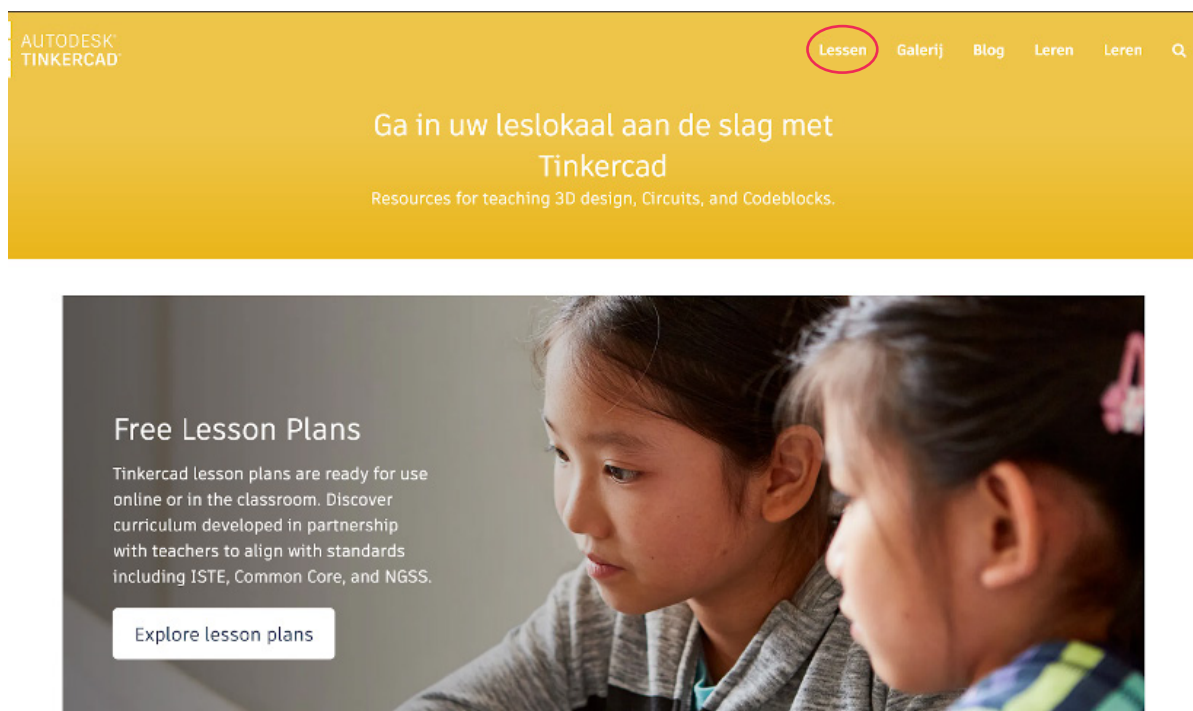 AUTODESK
TINKERCAD
Lessen Galerij Blog Leren Leren
Ga in uw leslokaal aan de slag met
Tinkercad
Resources for teaching 3D design, Circuits, and Codeblocks.
Free Lesson Plans
Tinkercad lesson plans are ready for use
online or in the classroom. Discover
curriculum developed in partnership
with teachers to align with standards
including ISTE, Common Core, and NGSS.
Explore lesson plans